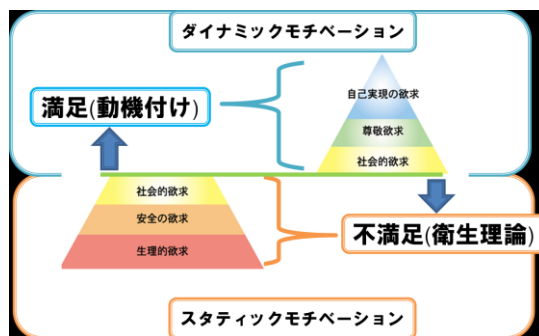 ダイナミックモチベーション
満足(動機付け)
自己実現の欲求
尊敬欲求
社会的欲求
社会的欲求
安全の欲求
生理的欲求
不満足(衛生理論)
スタティックモチベーション